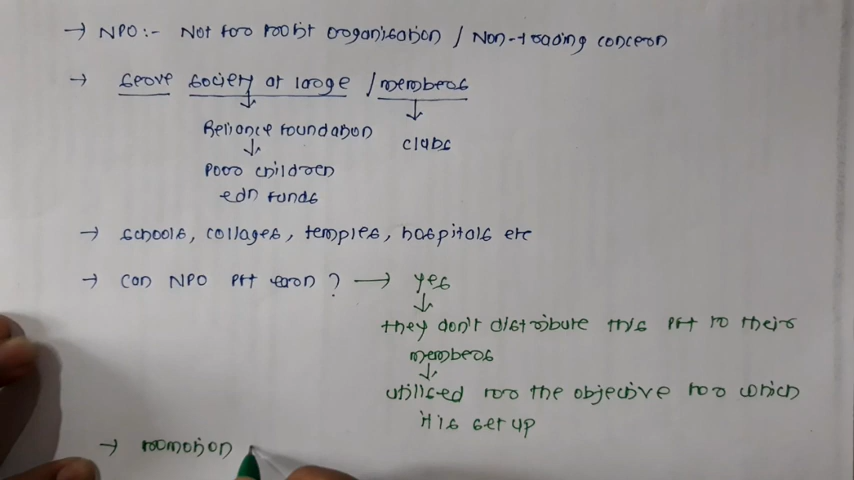 → NPO:- Not for profit organisation / Non-trading concern
→ serve society at large / members
Reliance foundation
clubs
Poor children
edn funds
→ schools, collages, temples, hospitals etc
→ can NPO Pft earn ? → yes
they don't distribute this Pft to their
members
utilised for the objective for which
it is set up
→ formation